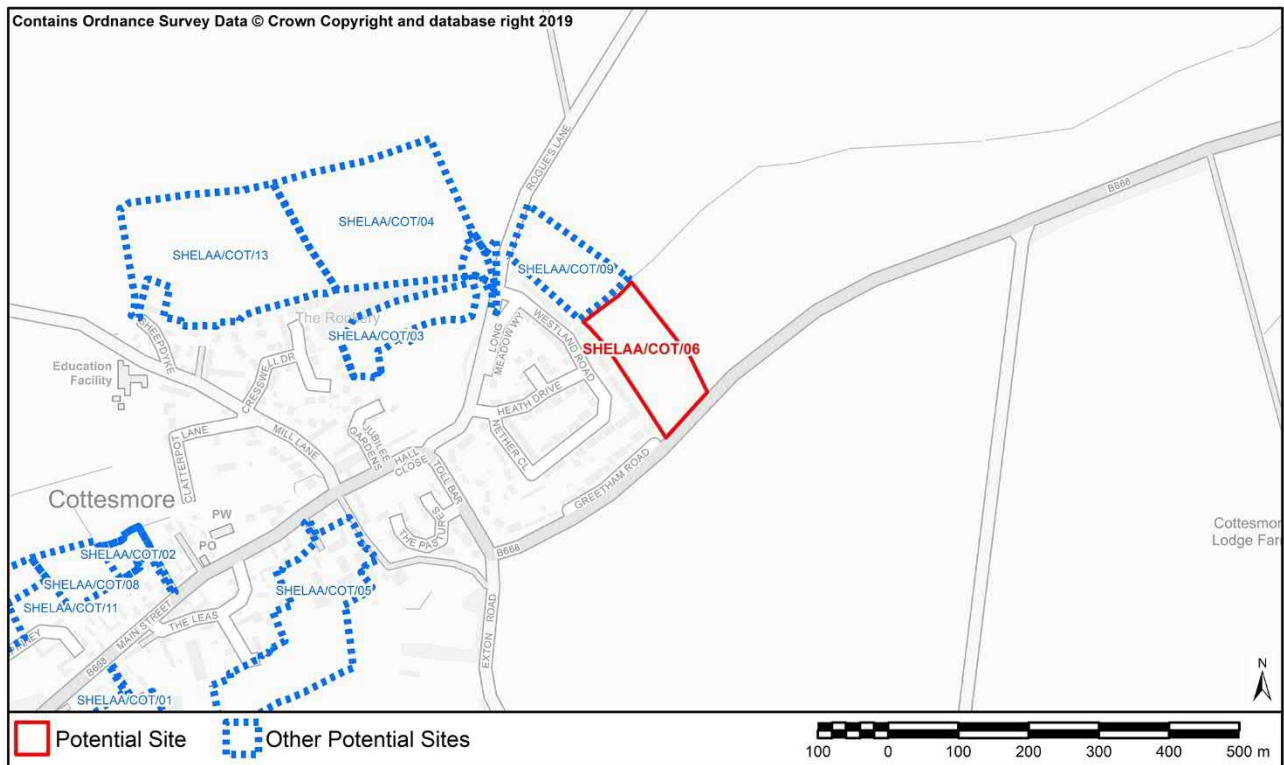 Contains Ordnance Survey Data © Crown Copyright and database right 2019
ROGUE'S LANE
B668
SHELAA/COT/04
SHELAA/COT/13
SHELAA/COT/09
The Rookery
SHELAA/COT/03
LONG
MEADOW WY
WESTLAND ROAD
SHELAA/COT/06
SHEEPDYKE
Education
Facility
CRESSWELL DR
HEATH DRIVE
NETHER CL
CLATTERPOT LANE
MILL LANE
JUBILEE
GARDENS
HALL
CLOSE
TOLL BAR
GREETHAM ROAD
Cottesmore
PW
PO
THE PASTURES
B668
Cottesmor
Lodge Far
SHELAA/COT/02
SHELAA/COT/08
SHELAA/COT/11
SHELAA/COT/05
MAIN STREET
THE LEAS
EXTON ROAD
B668
SHELAA/COT/01
N
Potential Site
Other Potential Sites
100 0 100 200 300 400 500 m